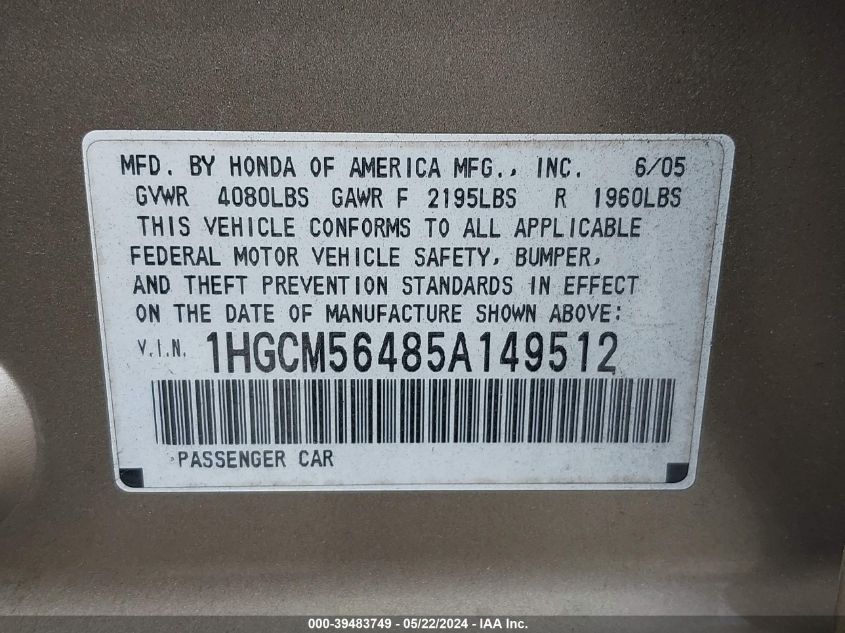 MFD. BY HONDA OF AMERICA MFG., INC. 6/05
GVWR 4080LBS GAWR F 2195LBS R 1960LBS
THIS VEHICLE CONFORMS TO ALL APPLICABLE
FEDERAL MOTOR VEHICLE SAFETY, BUMPER,
AND THEFT PREVENTION STANDARDS IN EFFECT
ON THE DATE OF MANUFACTURE SHOWN ABOVE:
V.I.N. 1HGCM56485A149512
PASSENGER CAR
000-39483749 - 05/22/2024 - IAA Inc.